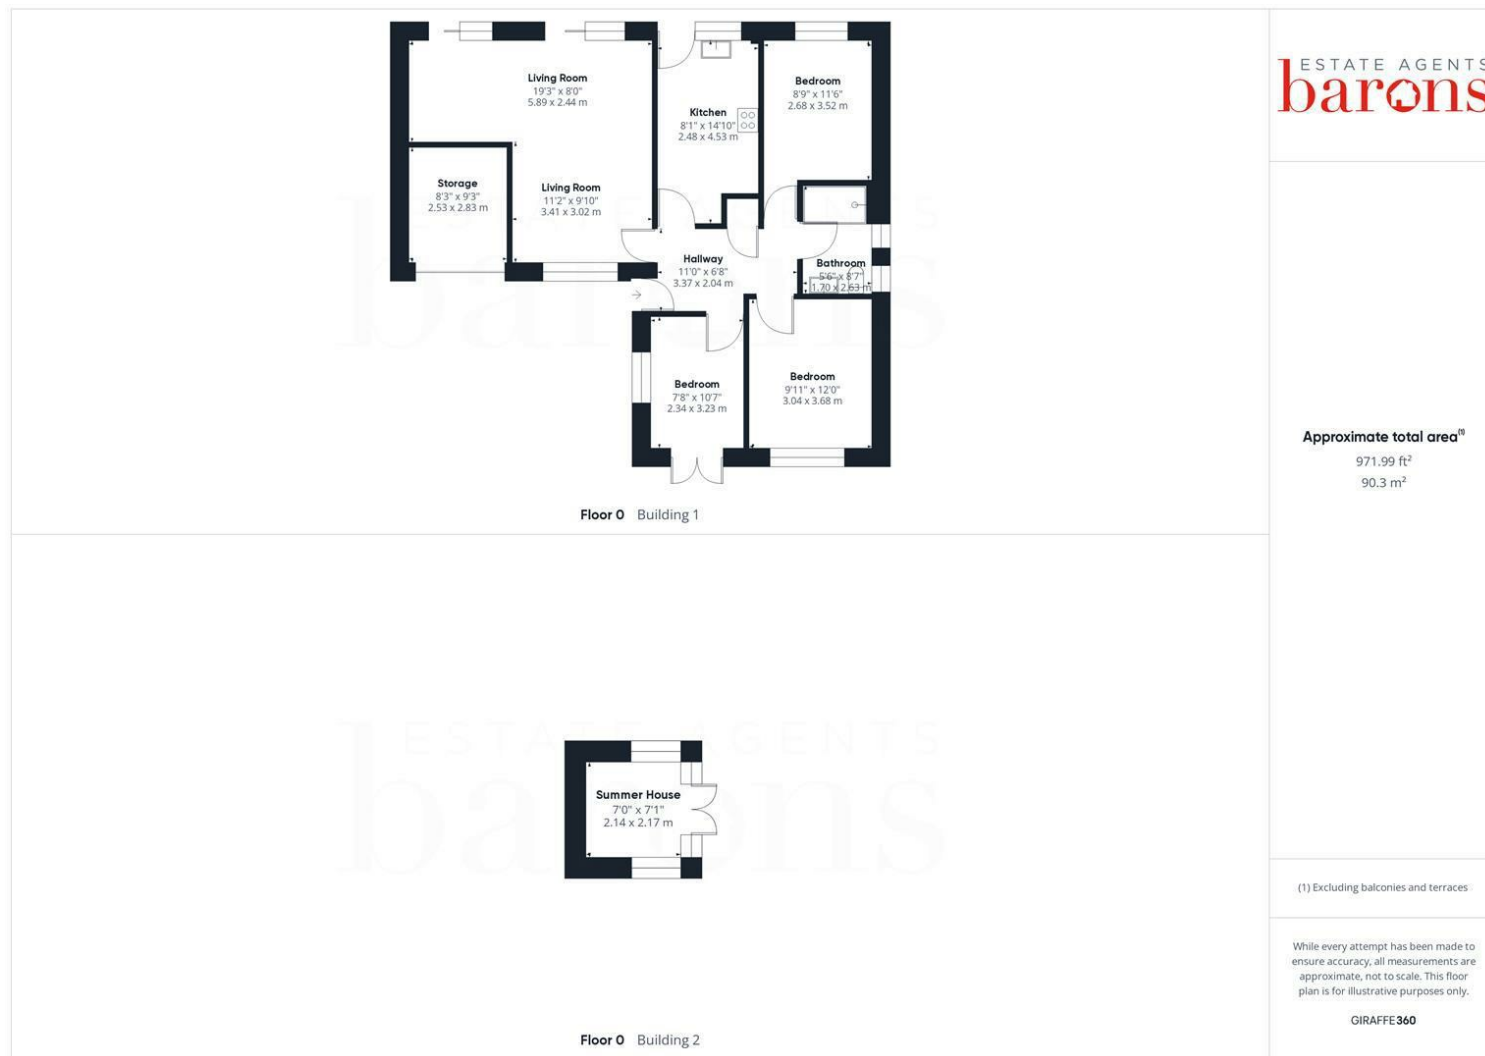 Living Room
19'3" x 8'0"
5.89 x 2.44 m
Kitchen
8'1" x 14'10"
2.48 x 4.53 m
Bedroom
8'9" x 11'6"
2.68 x 3.52 m
Storage
8'3" x 9'3"
2.53 x 2.83 m
Living Room
11'2" x 9'10"
3.41 x 3.02 m
Hallway
11'0" x 6'8"
3.37 x 2.04 m
Bathroom
5'6" x 8'7"
1.70 x 2.63 m
Bedroom
7'8" x 10'7"
2.34 x 3.23 m
Bedroom
9'11" x 12'0"
3.04 x 3.68 m
Floor 0 Building 1
ESTATE AGENTS
barons
Summer House
7'0" x 7'1"
2.14 x 2.17 m
Floor 0 Building 2
ESTATE AGENTS
barons
Approximate total area(1)
971.99 ft²
90.3 m²
(1) Excluding balconies and terraces
While every attempt has been made to
ensure accuracy, all measurements are
approximate, not to scale. This floor
plan is for illustrative purposes only.
GIRAFFE360